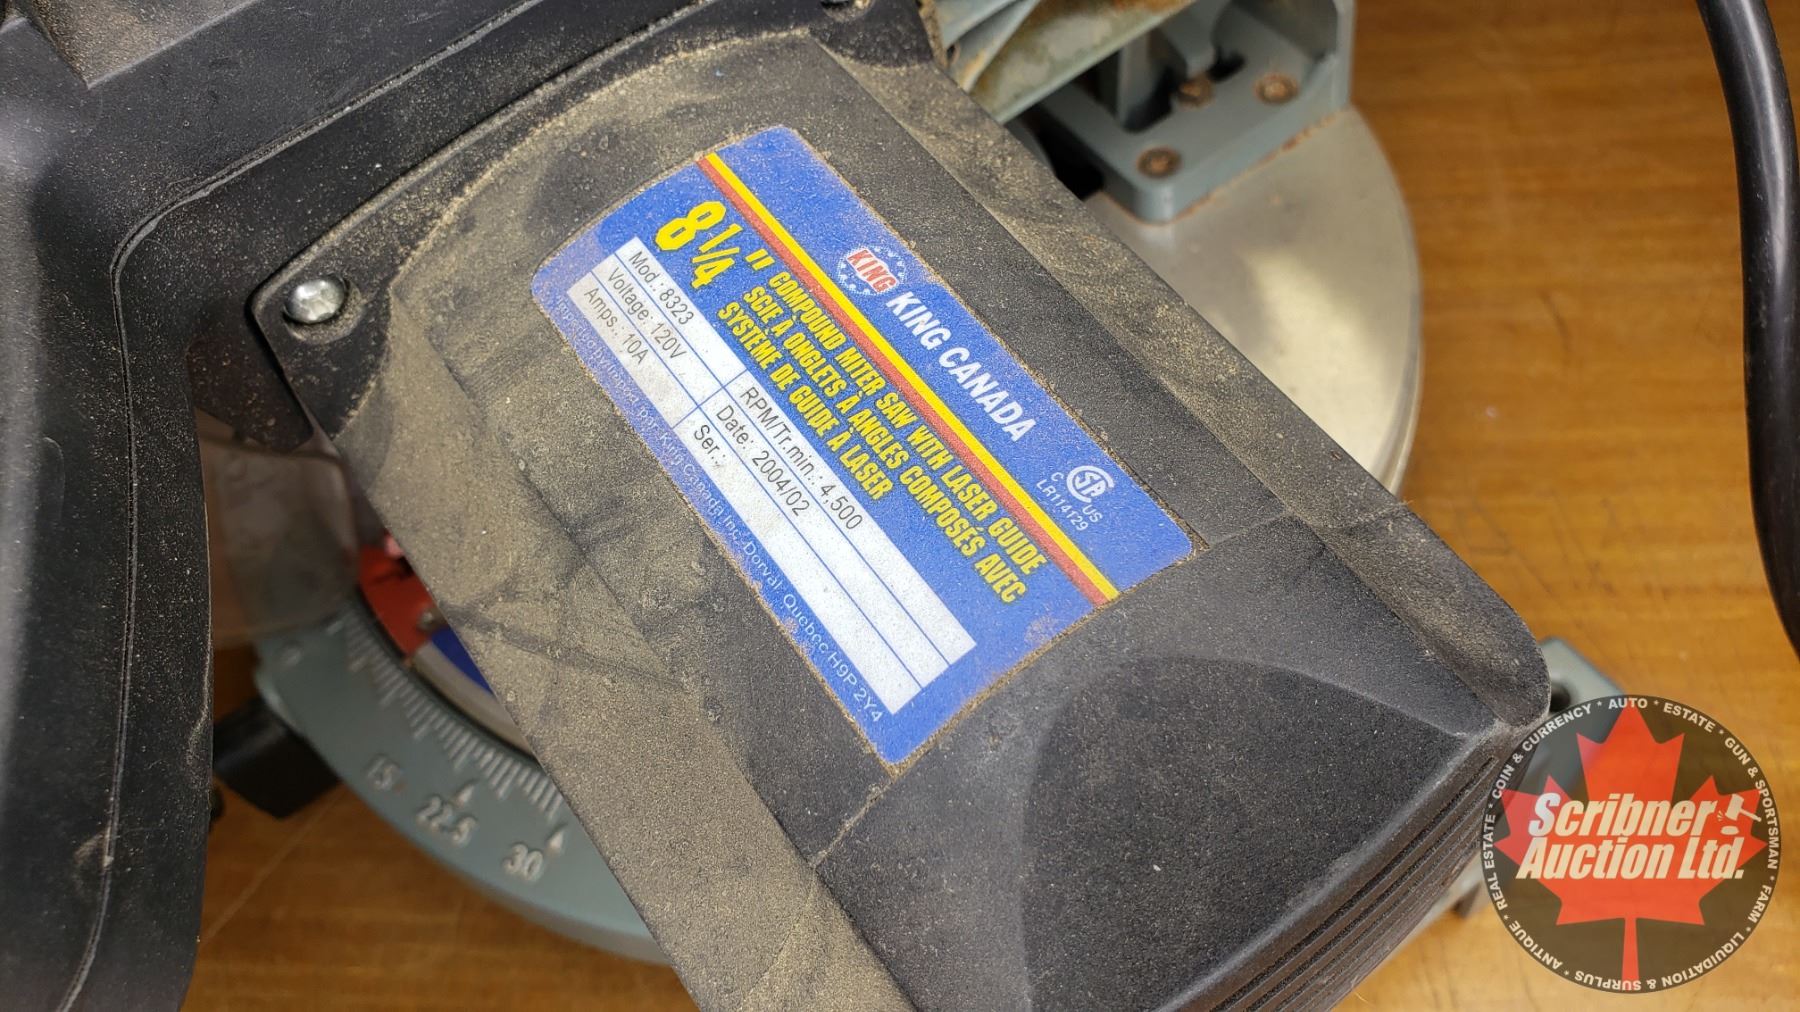 KING KING CANADA
SA
C US
LR114129
8 1/4 " COMPOUND MITER SAW WITH LASER GUIDE
SCIE À ONGLETS À ANGLES COMPOSÉS AVEC
SYSTÈME DE GUIDE À LASER
Mod.: 8323
Voltage: 120V
RPM/Tr.min.: 4,500
Amps.: 10A
Date: 2004/02
Ser.:
par King Canada Inc. Dorval, Quebec H9P 2Y4
15
22.5
30
REAL ESTATE * COIN & CURRENCY * AUTO * ESTATE * GUN & SPORTSMAN * FARM * LIQUIDATION & SURPLUS * ANTIQUE *
Scribner
Auction Ltd.